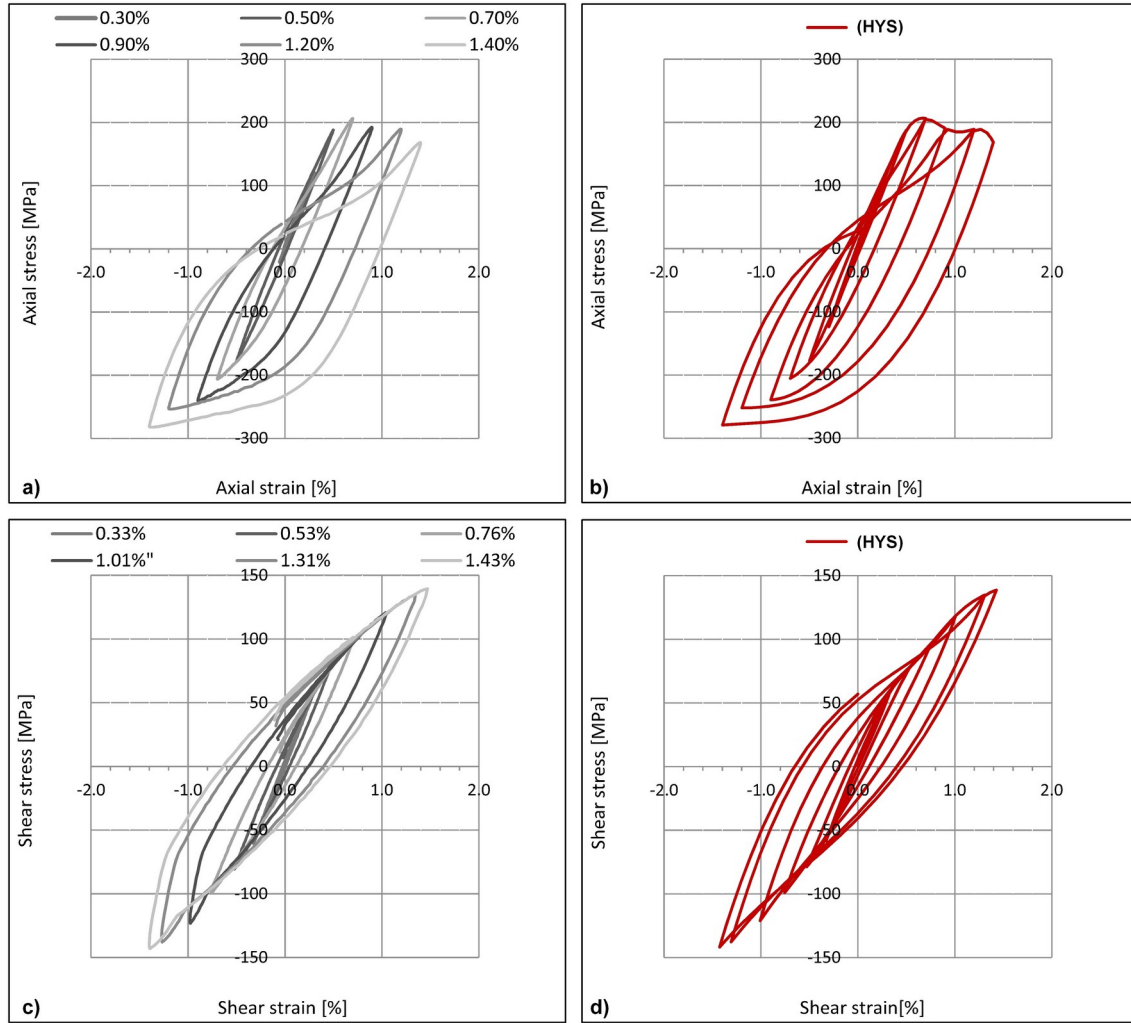 0.30% 0.50% 0.70%
0.90% 1.20% 1.40%
300
200
100
0
-2.0 -1.0 0.0 1.0 2.0
-100
-200
-300
Axial stress [MPa]
Axial strain [%]
a)
(HYS)
300
200
100
0
-2.0 -1.0 0.0 1.0 2.0
-100
-200
-300
Axial stress [MPa]
Axial strain [%]
b)
0.33% 0.53% 0.76%
1.01%" 1.31% 1.43%
150
100
50
0
-2.0 -1.0 0.0 1.0 2.0
-50
-100
-150
Shear stress [MPa]
Shear strain [%]
c)
(HYS)
150
100
50
0
-2.0 -1.0 0.0 1.0 2.0
-50
-100
-150
Shear stress [MPa]
Shear strain[%]
d)